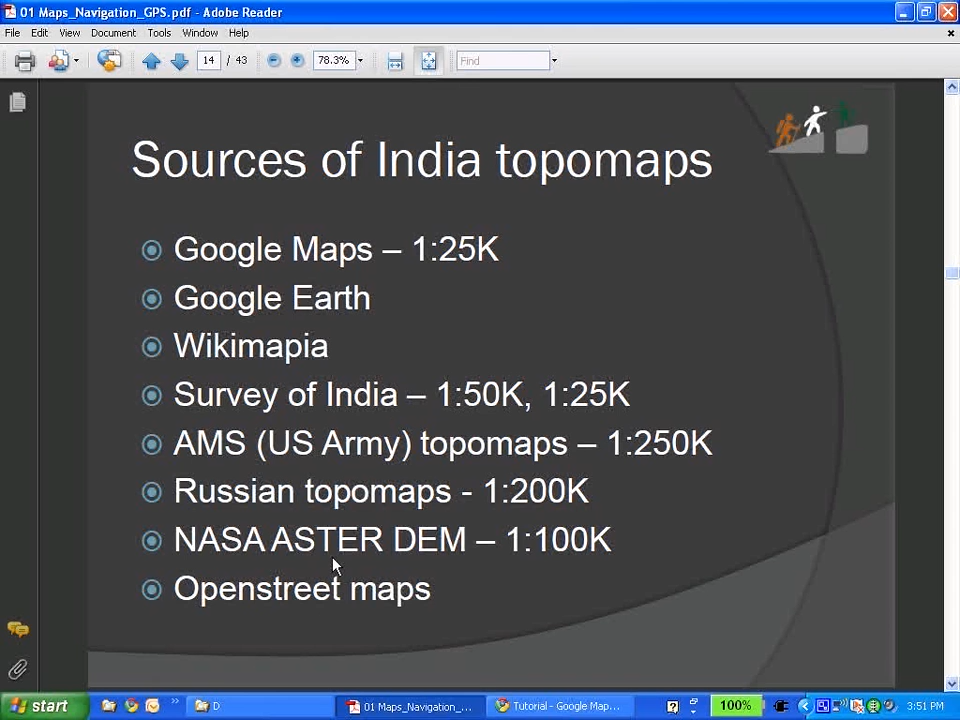 01 Maps_Navigation_GPS.pdf - Adobe Reader
File Edit View Document Tools Window Help
14 / 43 78.3% Find
Sources of India topomaps
Google Maps – 1:25K
Google Earth
Wikimapia
Survey of India – 1:50K, 1:25K
AMS (US Army) topomaps – 1:250K
Russian topomaps - 1:200K
NASA ASTER DEM – 1:100K
Openstreet maps
start D 01 Maps_Navigation_... Tutorial - Google Map... 100% 3:51 PM